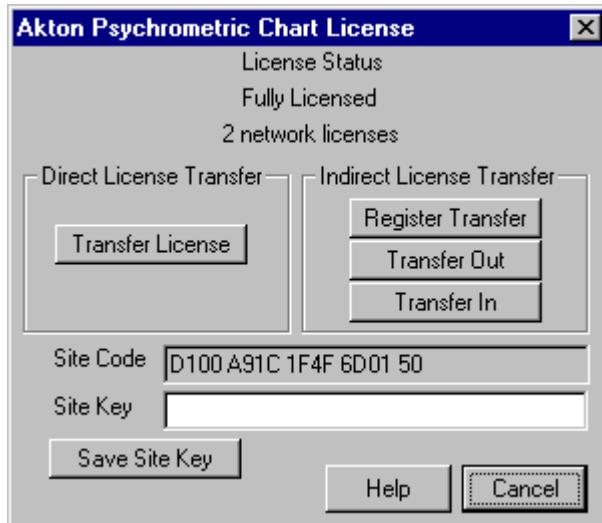 Akton Psychrometric Chart License
License Status
Fully Licensed
2 network licenses
Direct License Transfer
Transfer License
Indirect License Transfer
Register Transfer
Transfer Out
Transfer In
Site Code D100 A91C 1F4F 6D01 50
Site Key
Save Site Key
Help Cancel